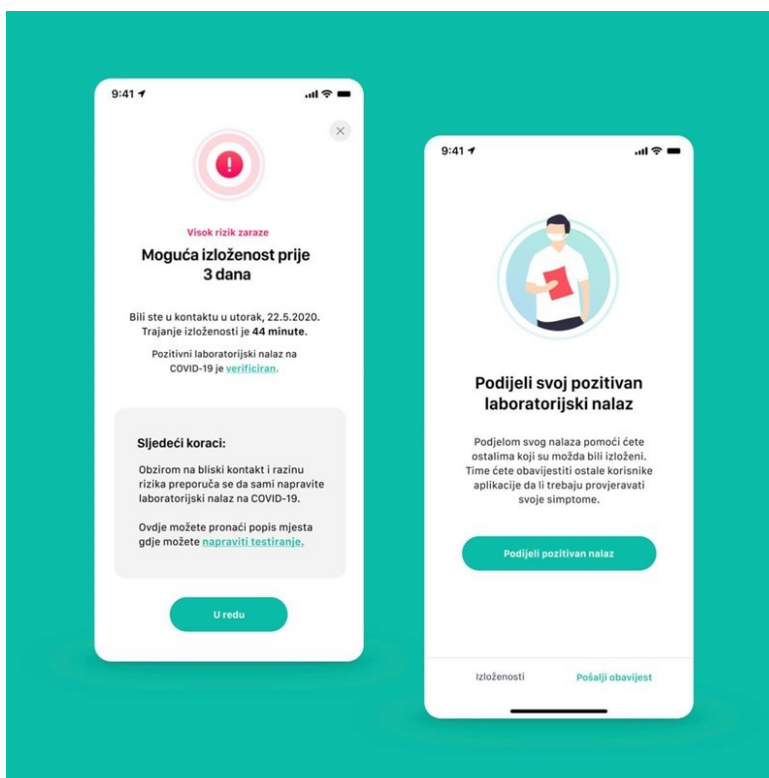 9:41
Visok rizik zaraze
Moguća izloženost prije
3 dana
Bili ste u kontaktu u utorak, 22.5.2020.
Trajanje izloženosti je 44 minute.
Pozitivni laboratorijski nalaz na
COVID-19 je verificiran.
Sljedeći koraci:
Obzirom na bliski kontakt i razinu
rizika preporuča se da sami napravite
laboratorijski nalaz na COVID-19.
Ovdje možete pronaći popis mjesta
gdje možete napraviti testiranje.
U redu
9:41
Podijeli svoj pozitivan
laboratorijski nalaz
Podjelom svog nalaza pomoći ćete
ostalima koji su možda bili izloženi.
Time ćete obavijestiti ostale korisnike
aplikacije da li trebaju provjeravati
svoje simptome.
Podijeli pozitivan nalaz
Izloženosti
Pošalji obavijest